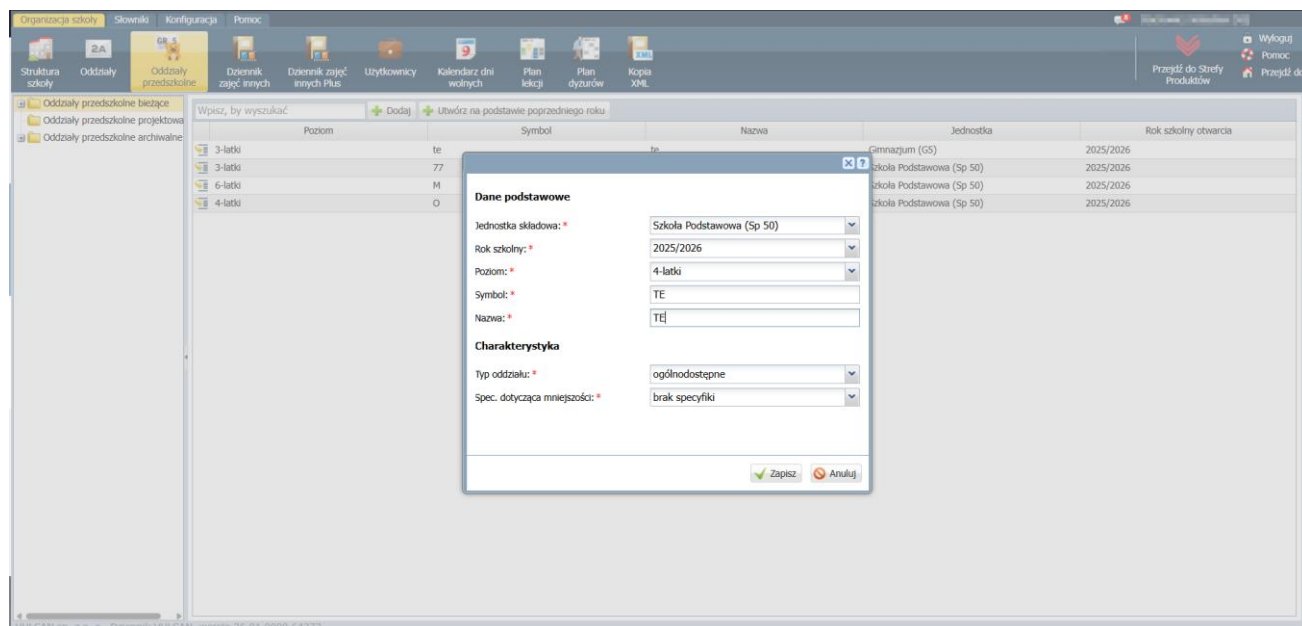 Organizacja szkoły Słowniki Konfiguracja Pomoc
Struktura szkoły
2A
Oddziały
GR. S
Oddziały przedszkolne
Dziennik zajęć innych
Dziennik zajęć innych Plus
Użytkownicy
9
Kalendarz dni wolnych
Plan lekcji
Plan dyżurów
XML
Kopia XML
Przejdź do Strefy Produktów
Wyloguj
Pomoc
Przejdź do
Oddziały przedszkolne bieżące
Oddziały przedszkolne projektowa
Oddziały przedszkolne archiwalne
Wpisz, by wyszukać Dodaj Utwórz na podstawie poprzedniego roku
Poziom Symbol Nazwa Jednostka Rok szkolny otwarcia
3-latki te te Gimnazjum (G5) 2025/2026
3-latki 77 Szkoła Podstawowa (Sp 50) 2025/2026
6-latki M Szkoła Podstawowa (Sp 50) 2025/2026
4-latki O Szkoła Podstawowa (Sp 50) 2025/2026
Dane podstawowe
Jednostka składowa: * Szkoła Podstawowa (Sp 50)
Rok szkolny: * 2025/2026
Poziom: * 4-latki
Symbol: * TE
Nazwa: * TE
Charakterystyka
Typ oddziału: * ogólnodostępne
Spec. dotycząca mniejszości: * brak specyfiki
Zapisz Anuluj